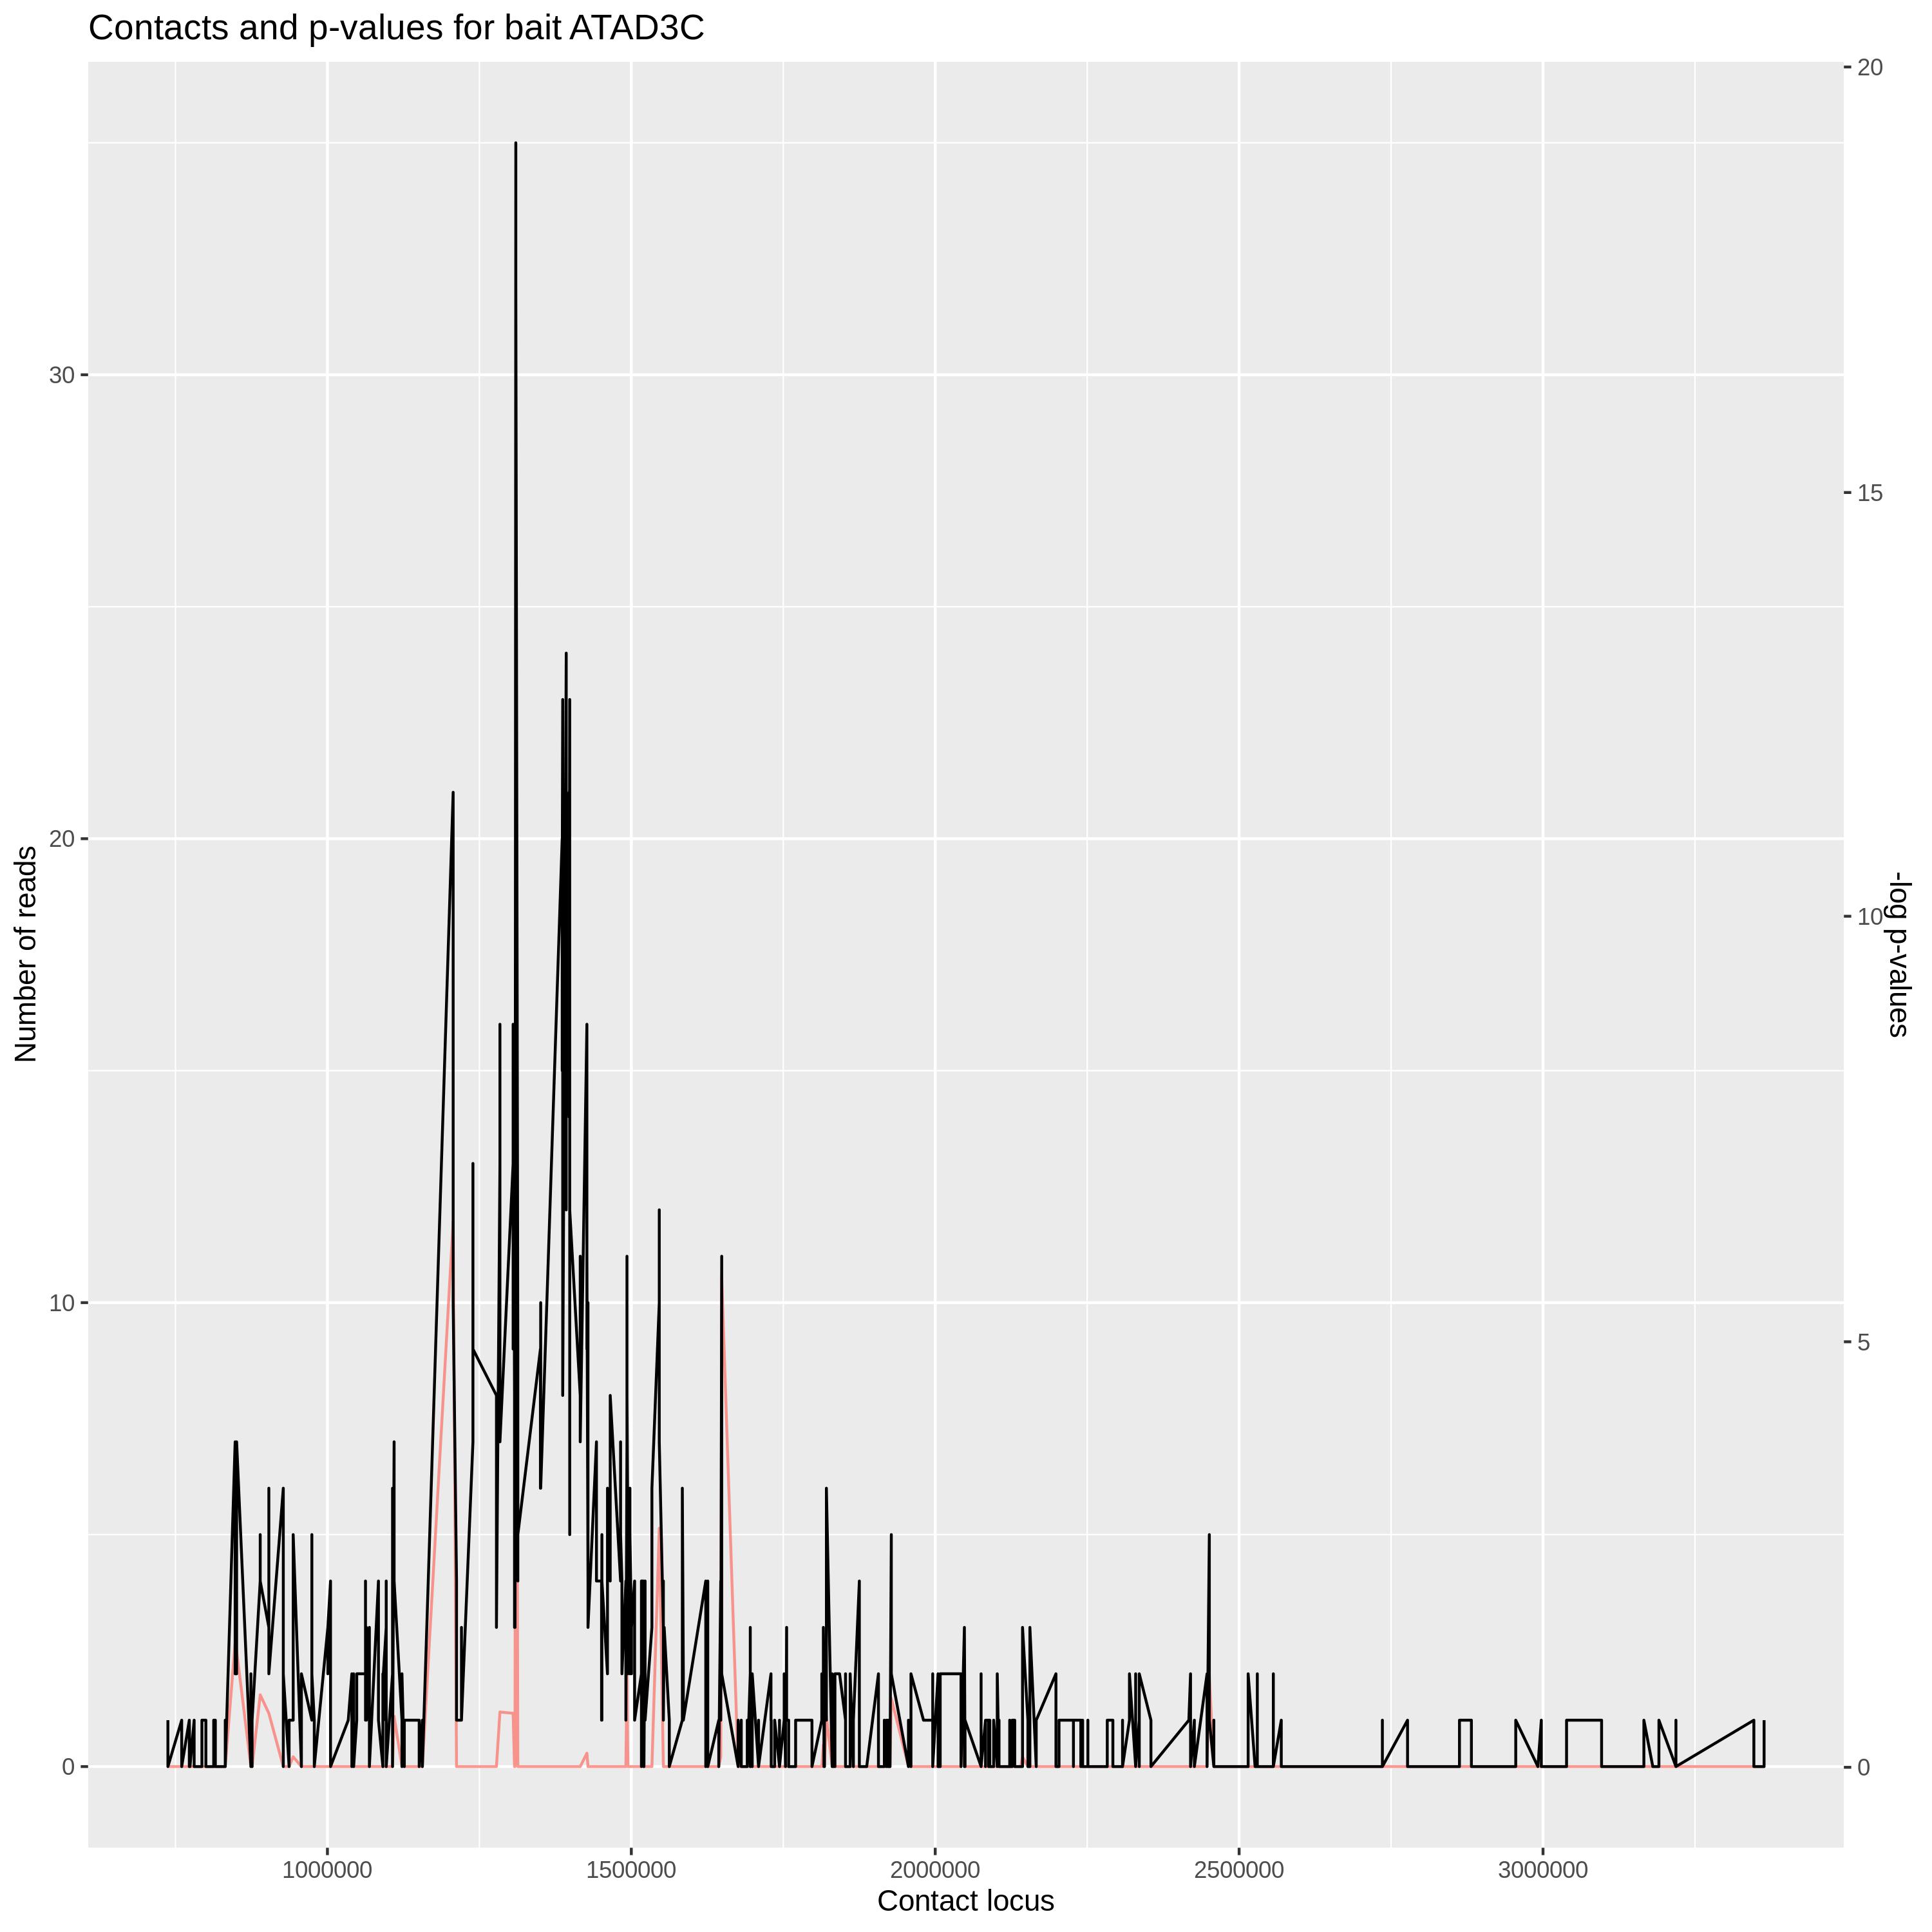 Contacts and p-values for bait ATAD3C
Number of reads
30
20
10
0
20
15
10
5
0
-log p-values
1000000 1500000 2000000 2500000 3000000
Contact locus